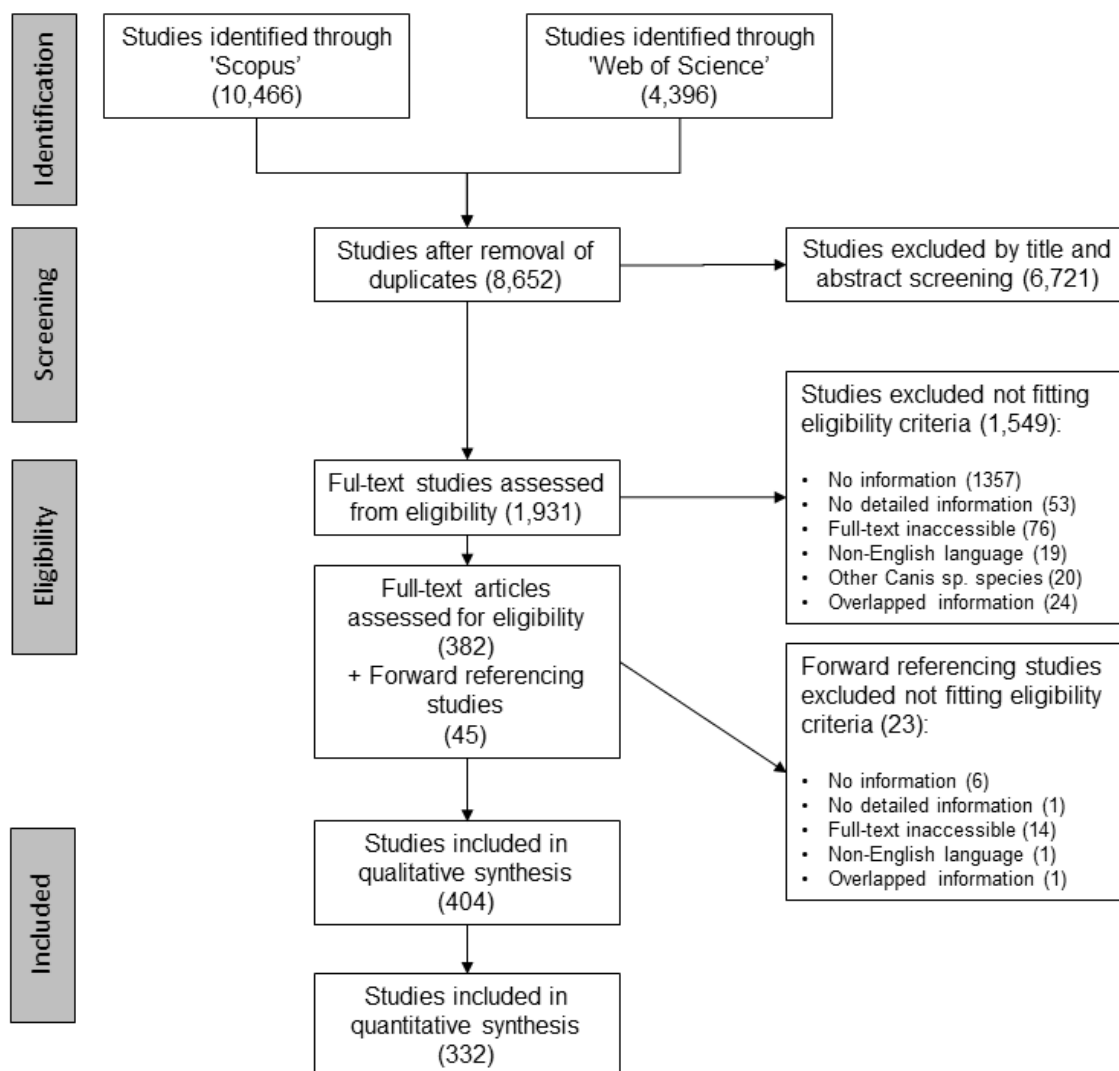 Identification
Studies identified through
'Scopus’
(10,466)
Studies identified through
'Web of Science’
(4,396)
Screening
Studies after removal of
duplicates (8,652)
Studies excluded by title and
abstract screening (6,721)
Studies excluded not fitting
eligibility criteria (1,549):
• No information (1357)
• No detailed information (53)
• Full-text inaccessible (76)
• Non-English language (19)
• Other Canis sp. species (20)
• Overlapped information (24)
Eligibility
Ful-text studies assessed
from eligibility (1,931)
Full-text articles
assessed for eligibility
(382)
+ Forward referencing
studies
(45)
Forward referencing studies
excluded not fitting eligibility
criteria (23):
• No information (6)
• No detailed information (1)
• Full-text inaccessible (14)
• Non-English language (1)
• Overlapped information (1)
Included
Studies included in
qualitative synthesis
(404)
Studies included in
quantitative synthesis
(332)